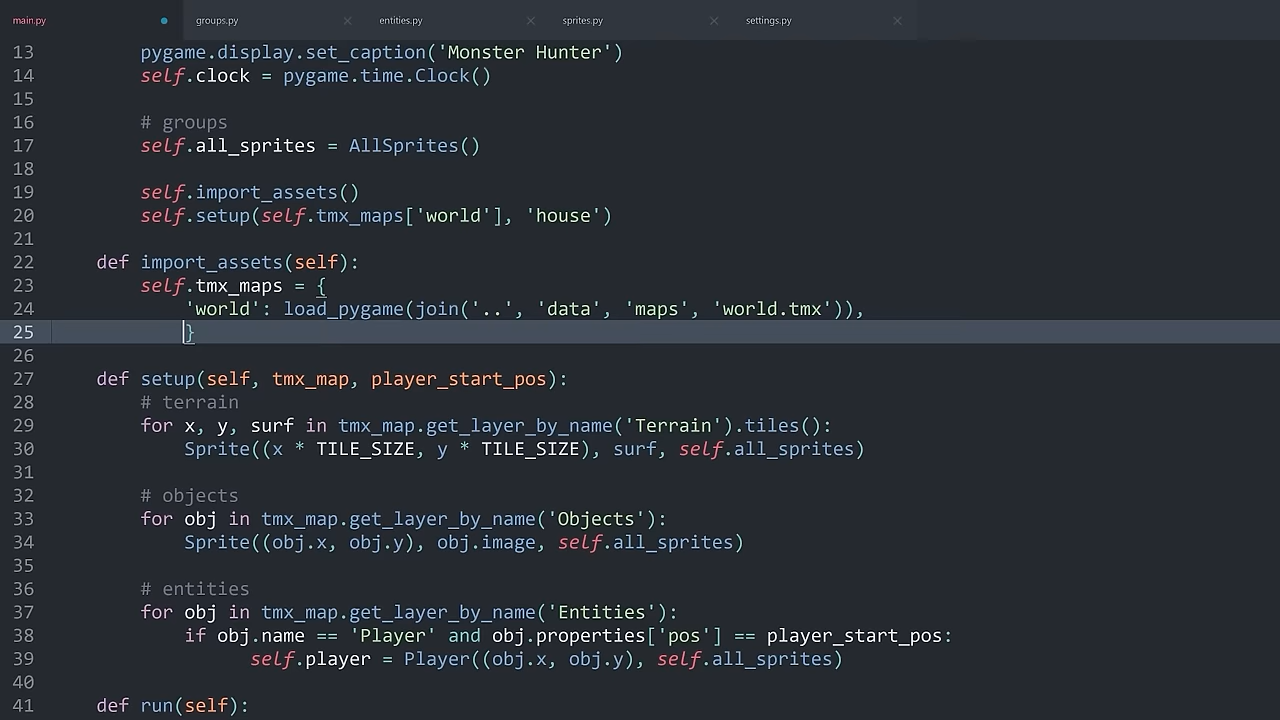 main.py groups.py entities.py sprites.py settings.py
13 pygame.display.set_caption('Monster Hunter')
14 self.clock = pygame.time.Clock()
15
16 # groups
17 self.all_sprites = AllSprites()
18
19 self.import_assets()
20 self.setup(self.tmx_maps['world'], 'house')
21
22 def import_assets(self):
23 self.tmx_maps = {
24 'world': load_pygame(join('..', 'data', 'maps', 'world.tmx')),
25 }
26
27 def setup(self, tmx_map, player_start_pos):
28 # terrain
29 for x, y, surf in tmx_map.get_layer_by_name('Terrain').tiles():
30 Sprite((x * TILE_SIZE, y * TILE_SIZE), surf, self.all_sprites)
31
32 # objects
33 for obj in tmx_map.get_layer_by_name('Objects'):
34 Sprite((obj.x, obj.y), obj.image, self.all_sprites)
35
36 # entities
37 for obj in tmx_map.get_layer_by_name('Entities'):
38 if obj.name == 'Player' and obj.properties['pos'] == player_start_pos:
39 self.player = Player((obj.x, obj.y), self.all_sprites)
40
41 def run(self):